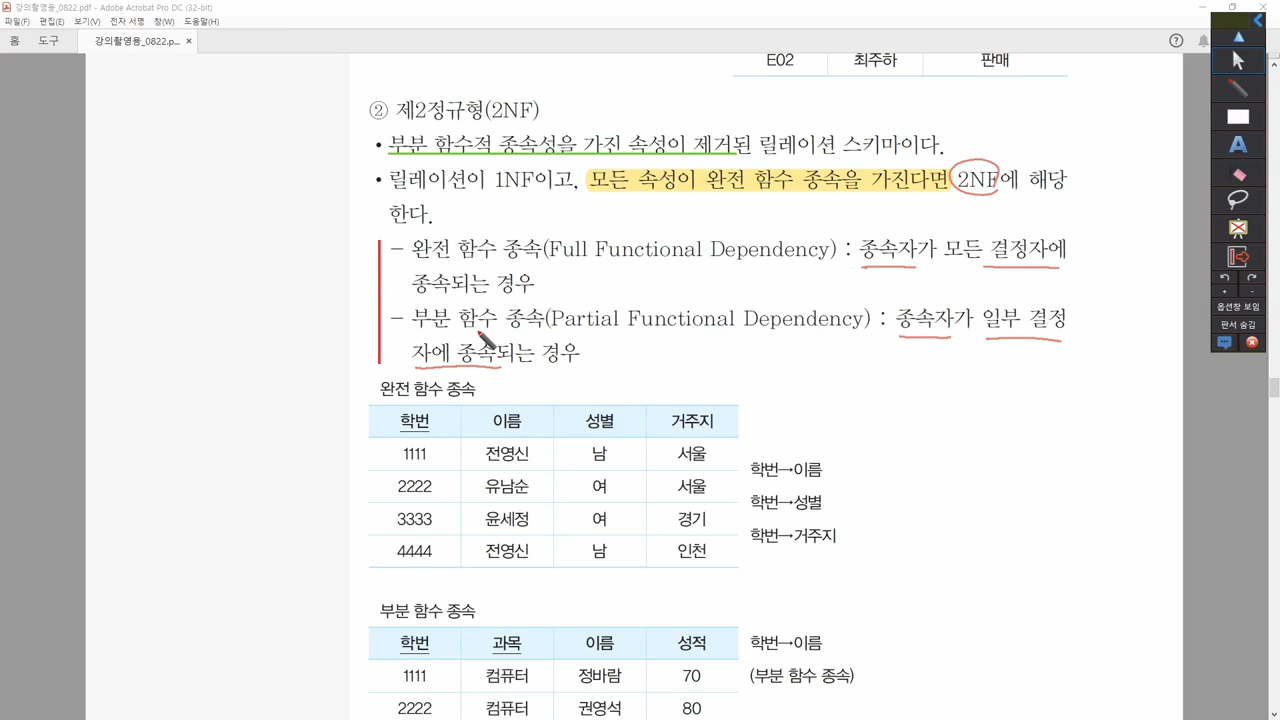 강의촬영용_0822.pdf - Adobe Acrobat Pro DC (32-bit)
파일(F) 편집(E) 보기(V) 전자 서명 창(W) 도움말(H)
홈 도구 강의촬영용_0822.p... ×
E02 최주하 판매
② 제2정규형(2NF)
• 부분 함수적 종속성을 가진 속성이 제거된 릴레이션 스키마이다.
• 릴레이션이 1NF이고, 모든 속성이 완전 함수 종속을 가진다면 2NF에 해당
한다.
− 완전 함수 종속(Full Functional Dependency) : 종속자가 모든 결정자에
종속되는 경우
− 부분 함수 종속(Partial Functional Dependency) : 종속자가 일부 결정
자에 종속되는 경우
완전 함수 종속
학번 이름 성별 거주지
1111 전영신 남 서울
2222 유남순 여 서울
3333 윤세정 여 경기
4444 전영신 남 인천
학번→이름
학번→성별
학번→거주지
부분 함수 종속
학번 과목 이름 성적
1111 컴퓨터 정바람 70
2222 컴퓨터 권영석 80
학번→이름
(부분 함수 종속)
A
+ -
옵션창 보임
판서 숨김